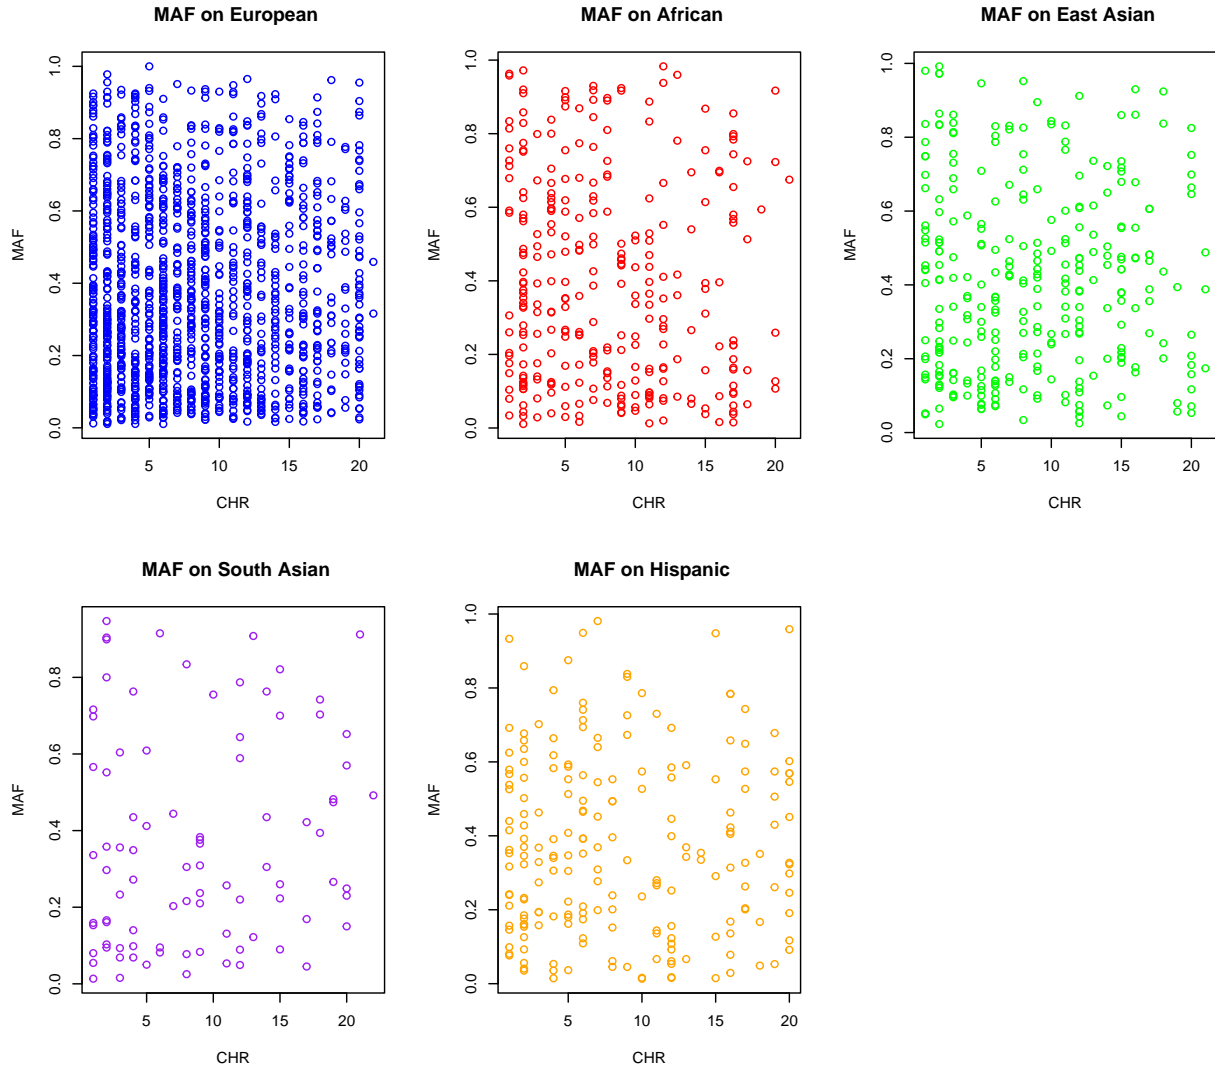 MAF on European
MAF
0.0 0.2 0.4 0.6 0.8 1.0
5 10 15 20
CHR
MAF on African
MAF
0.0 0.2 0.4 0.6 0.8 1.0
5 10 15 20
CHR
MAF on East Asian
MAF
0.0 0.2 0.4 0.6 0.8 1.0
5 10 15 20
CHR
MAF on South Asian
MAF
0.0 0.2 0.4 0.6 0.8
5 10 15 20
CHR
MAF on Hispanic
MAF
0.0 0.2 0.4 0.6 0.8 1.0
5 10 15 20
CHR